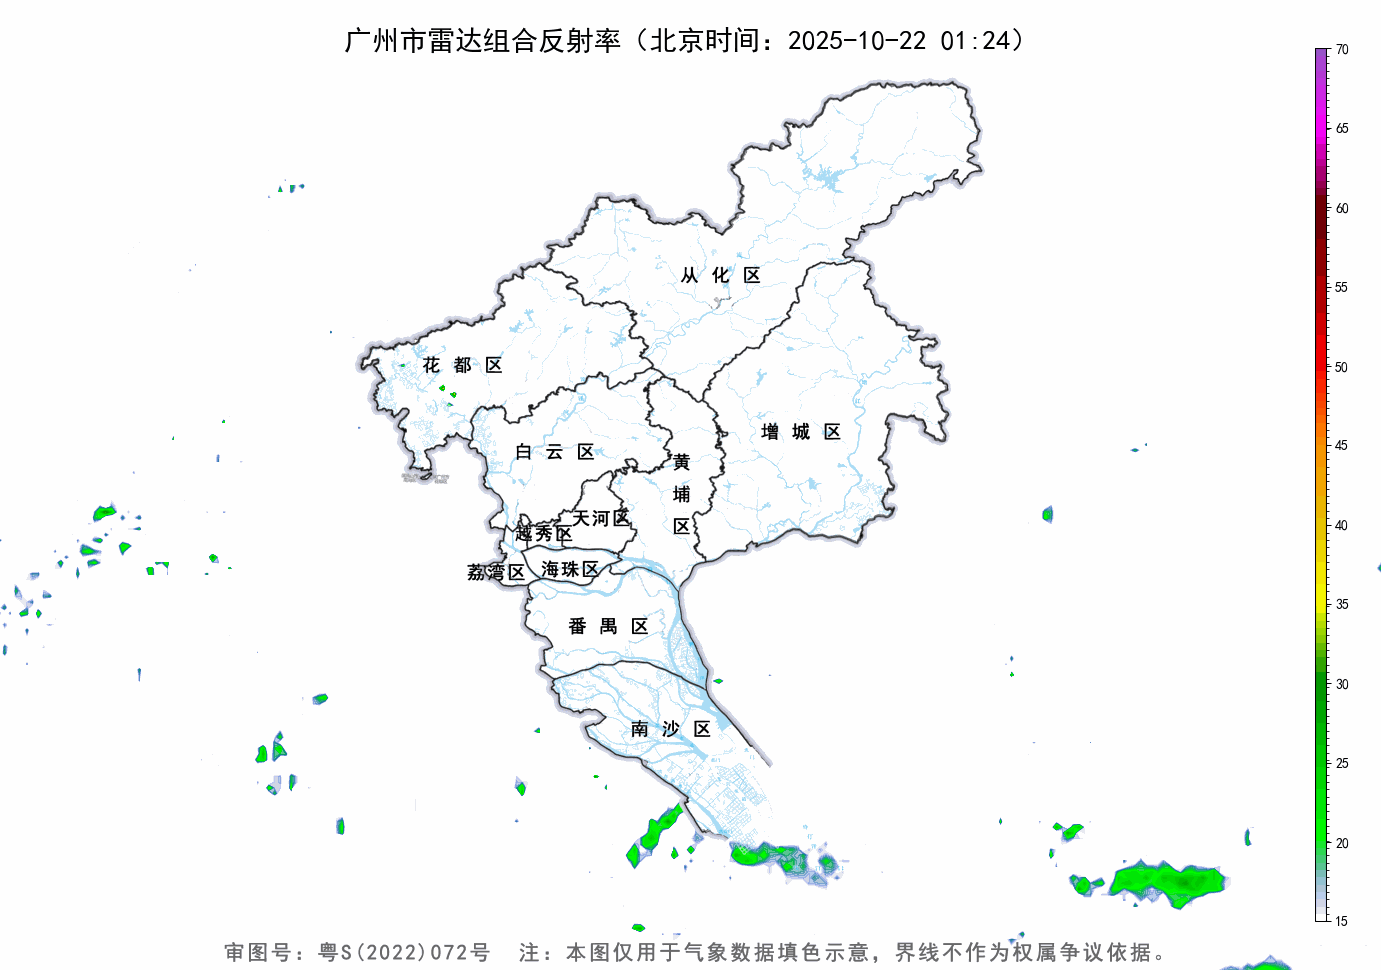 广州市雷达组合反射率（北京时间：2025-10-22 01:24）
70
65
60
55
50
45
40
35
30
25
20
15
从化区
花都区
增城区
白云区
黄埔区
天河区
越秀区
荔湾区
海珠区
番禺区
南沙区
审图号：粤S(2022)072号 注：本图仅用于气象数据填色示意，界线不作为权属争议依据。